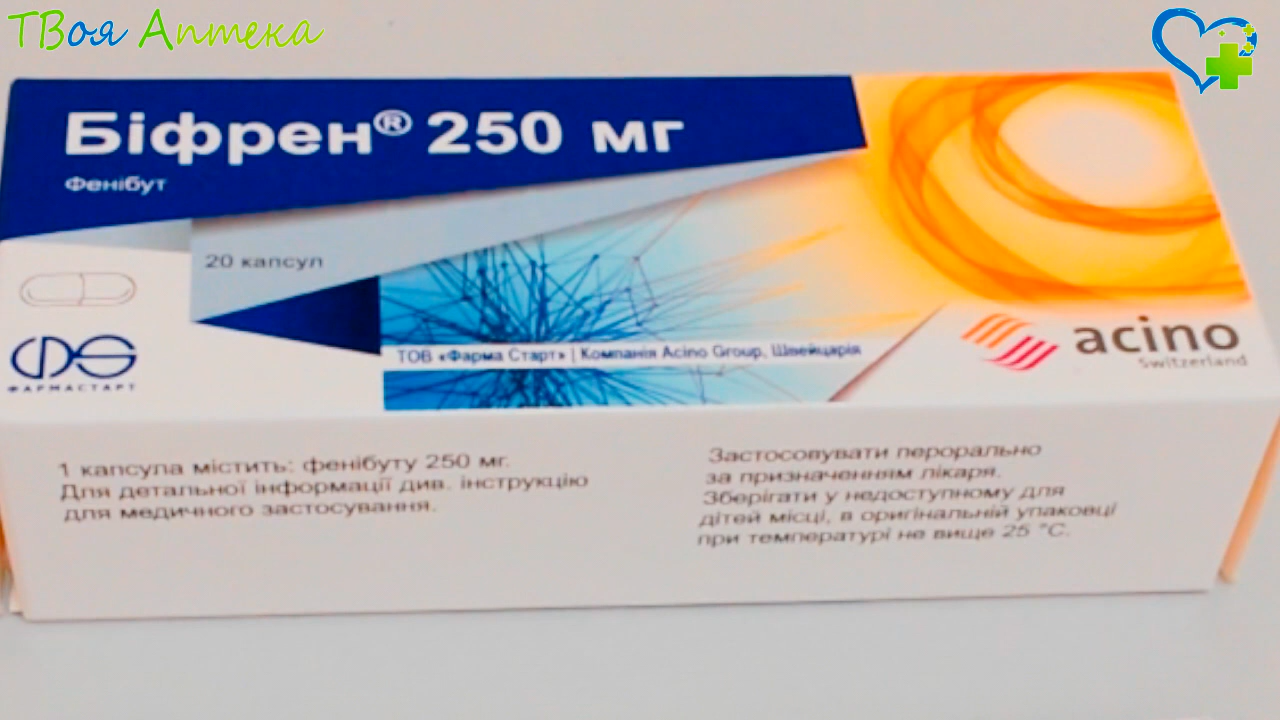 ТВоя Аптека
Біфрен® 250 мг
Фенібут
20 капсул
ФАРМАСТАРТ
ТОВ «Фарма Старт» | Компанія Acino Group, Швейцарія
acino
Switzerland
1 капсула містить: фенібуту 250 мг.
Для детальної інформації див. інструкцію
для медичного застосування.
Застосовувати перорально
за призначенням лікаря.
Зберігати у недоступному для
дітей місці, в оригінальній упаковці
при температурі не вище 25 °C.